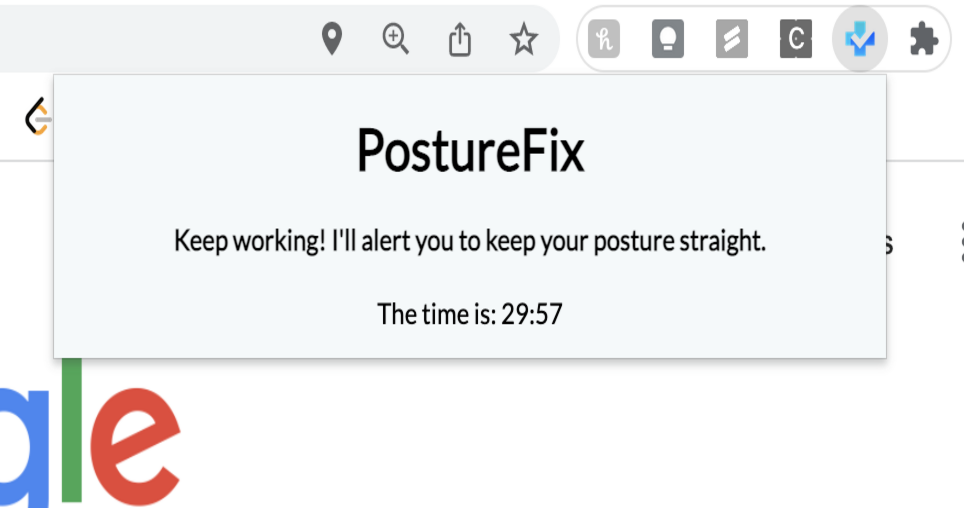 h
C
PostureFix
Keep working! I'll alert you to keep your posture straight.
s
The time is: 29:57
gle